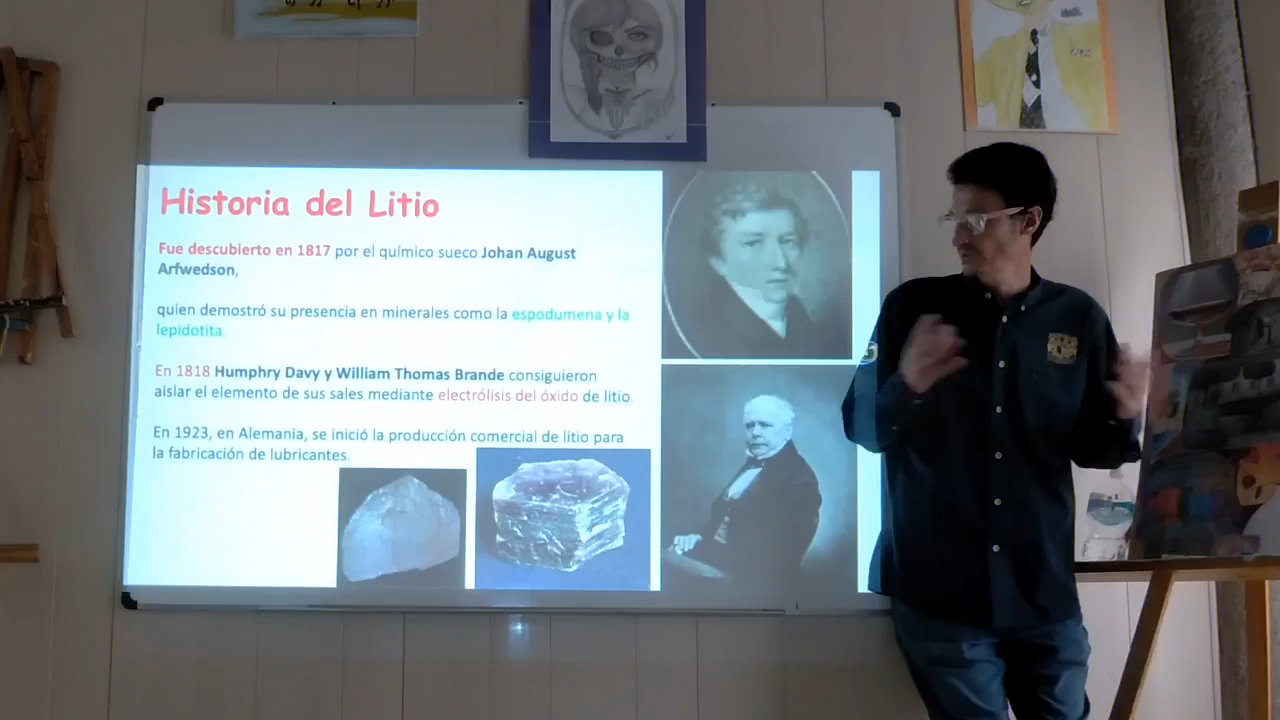 Historia del Litio
Fue descubierto en 1817 por el químico sueco Johan August
Arfwedson,
quien demostró su presencia en minerales como la espodumena y la
lepidotita.
En 1818 Humphry Davy y William Thomas Brande consiguieron
aislar el elemento de sus sales mediante electrólisis del óxido de litio.
En 1923, en Alemania, se inició la producción comercial de litio para
la fabricación de lubricantes.